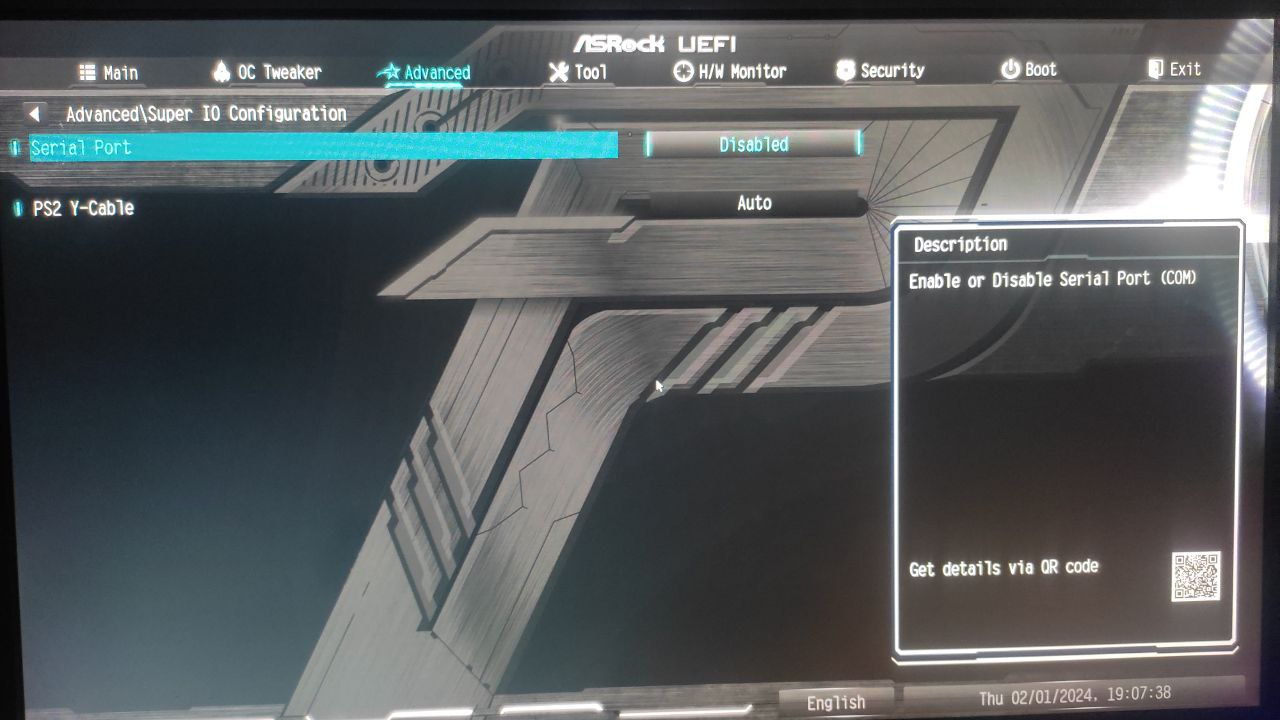 ASRock UEFI
Main OC Tweaker Advanced Tool H/W Monitor Security Boot Exit
Advanced\Super IO Configuration
Serial Port Disabled
PS2 Y-Cable Auto
Description
Enable or Disable Serial Port (COM)
Get details via QR code
English Thu 02/01/2024, 19:07:38